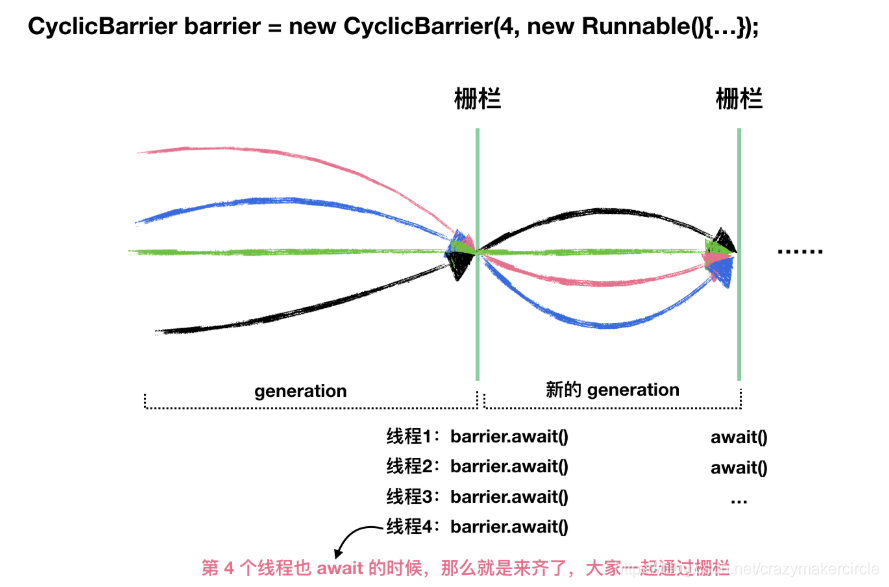 CyclicBarrier barrier = new CyclicBarrier(4, new Runnable(){…});
栅栏 栅栏
……
generation 新的 generation
线程1：barrier.await() await()
线程2：barrier.await() await()
线程3：barrier.await() …
线程4：barrier.await()
第 4 个线程也 await 的时候，那么就是来齐了，大家一起通过栅栏
net/crazymakercircle